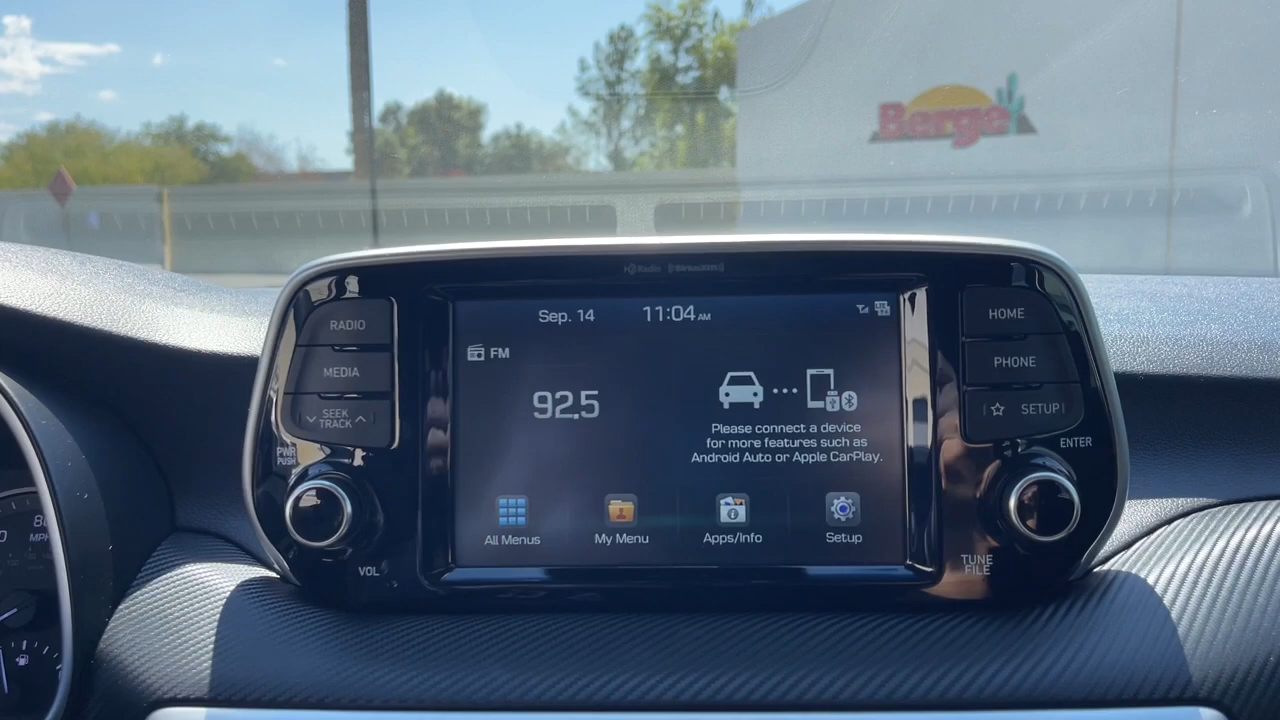 Berge
HD Radio
SiriusXM
RADIO
MEDIA
SEEK
TRACK
PWR
PUSH
VOL
Sep. 14
11:04 AM
FM
92.5
Please connect a device
for more features such as
Android Auto or Apple CarPlay.
All Menus
My Menu
Apps/Info
Setup
HOME
PHONE
SETUP
ENTER
TUNE
FILE
80
MPH